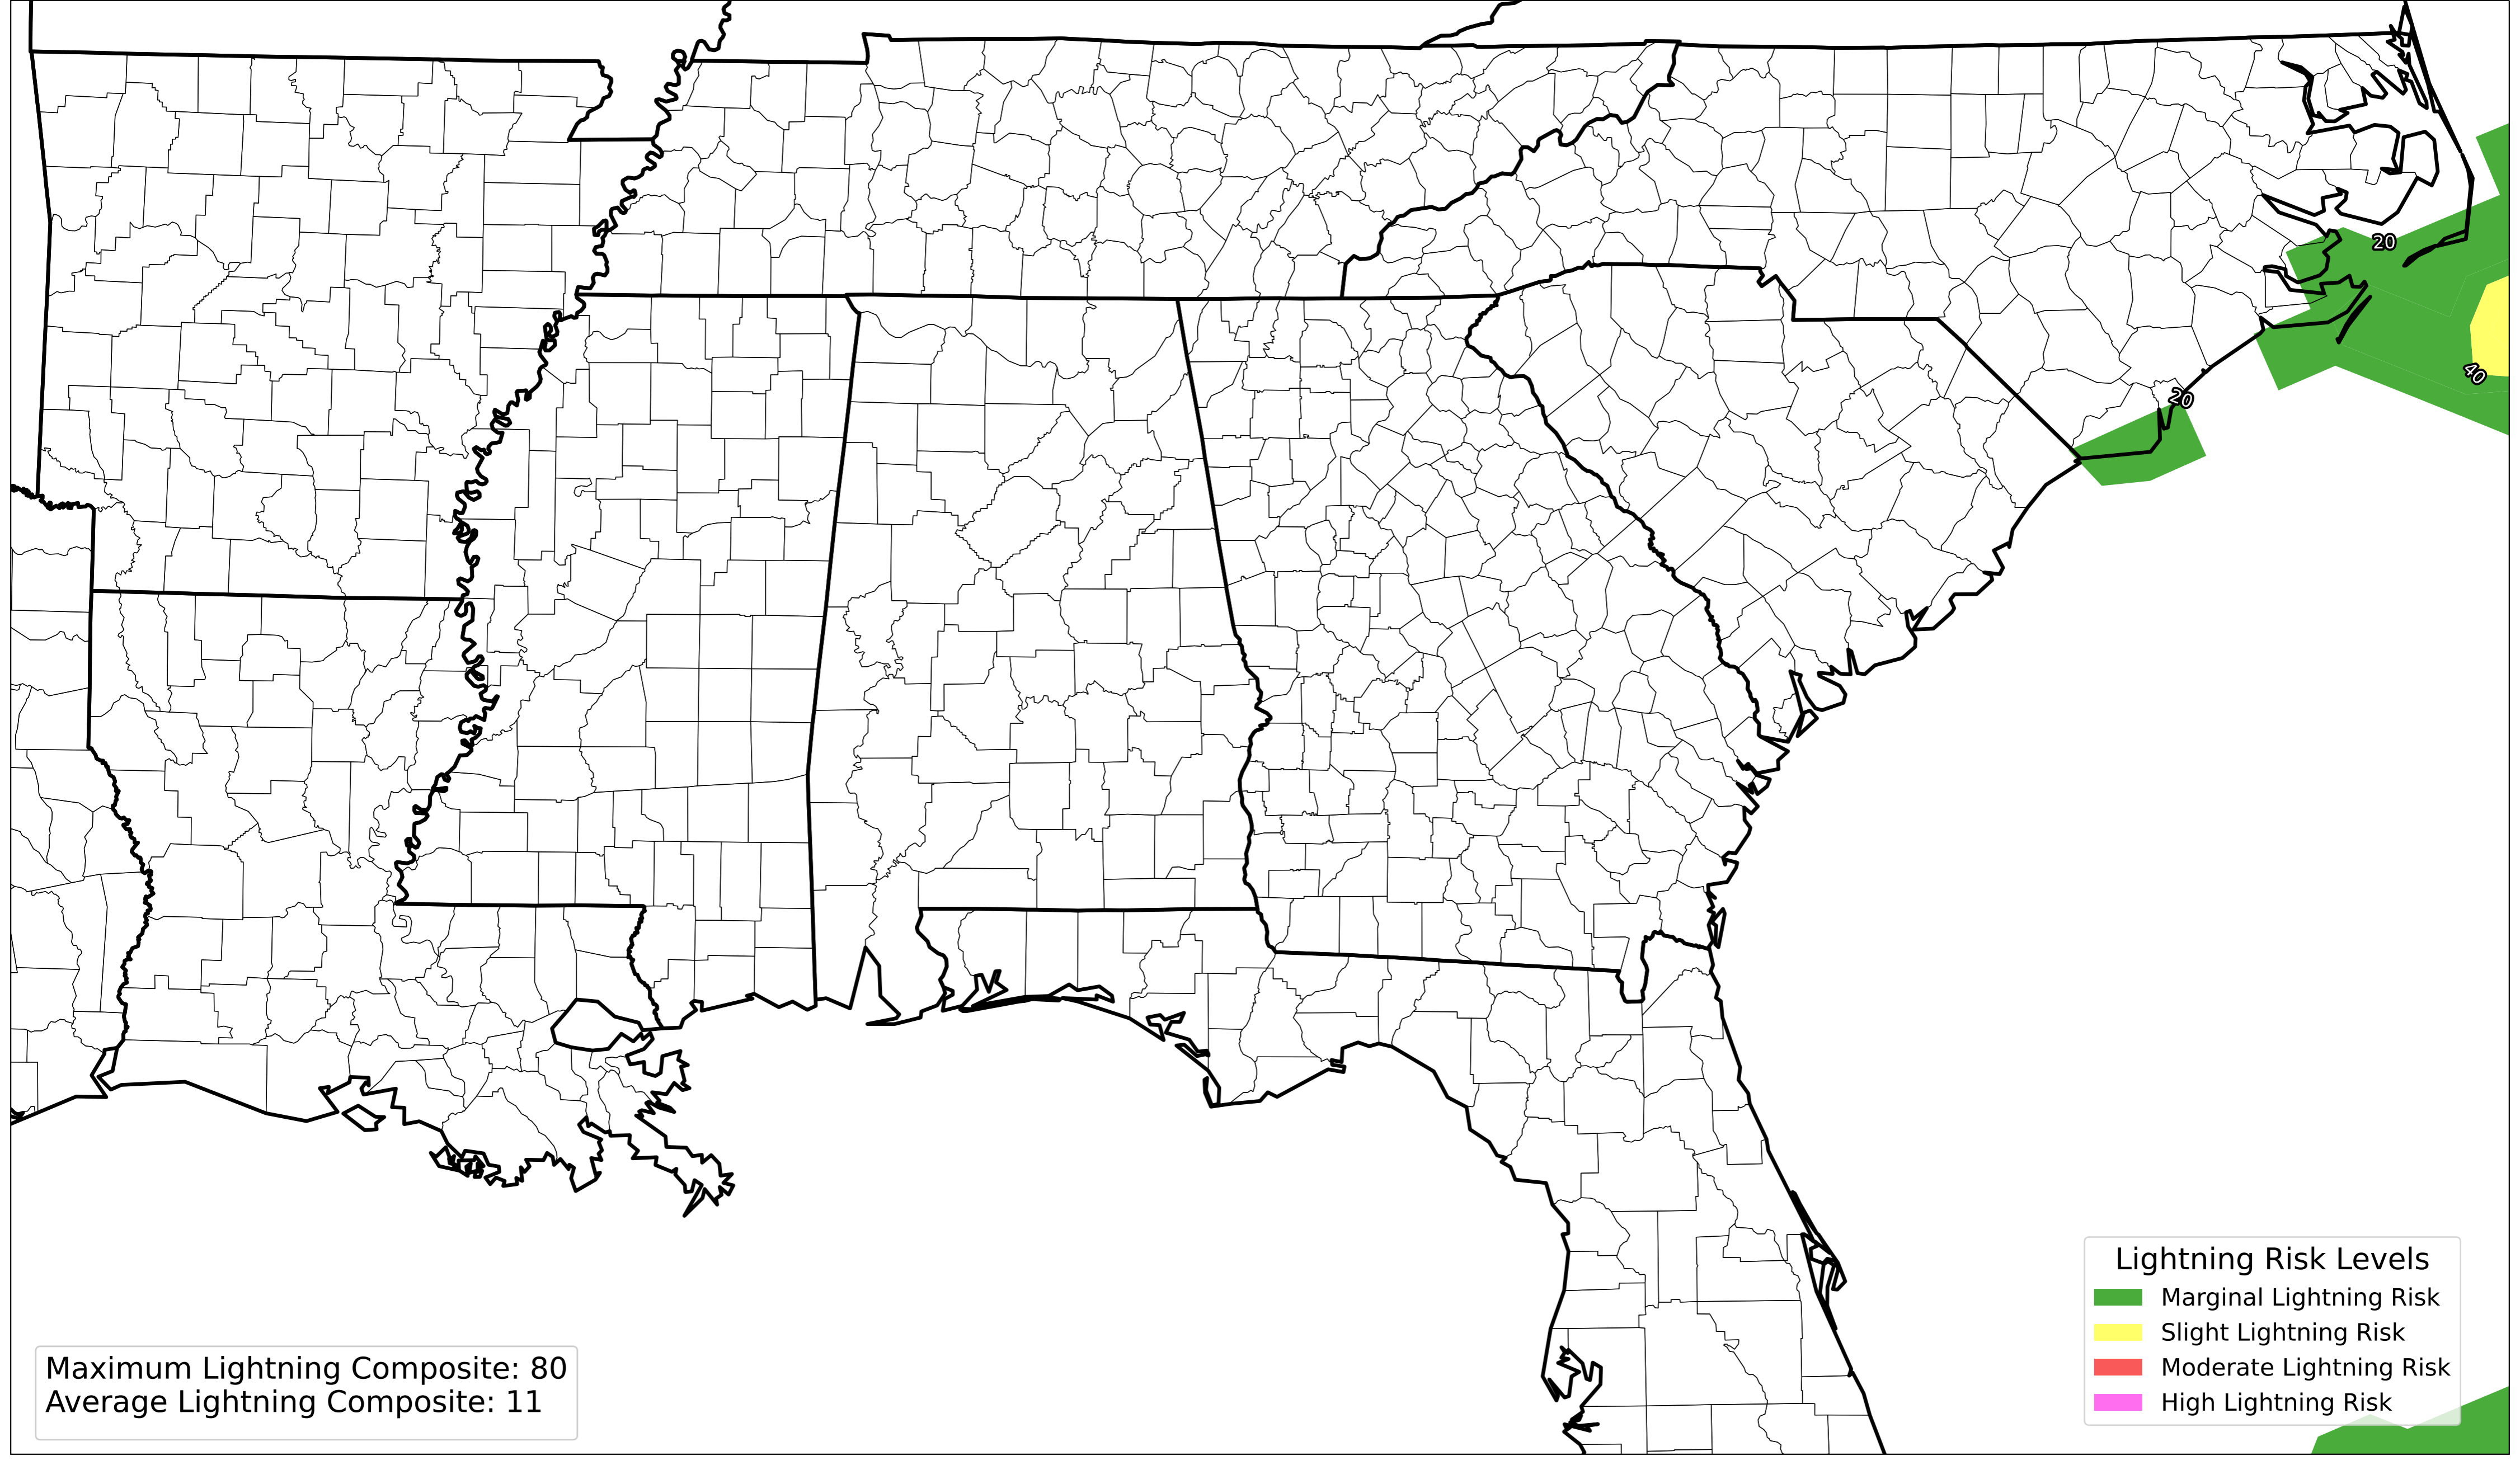 20
40
20
Lightning Risk Levels
Marginal Lightning Risk
Slight Lightning Risk
Moderate Lightning Risk
High Lightning Risk
Maximum Lightning Composite: 80
Average Lightning Composite: 11